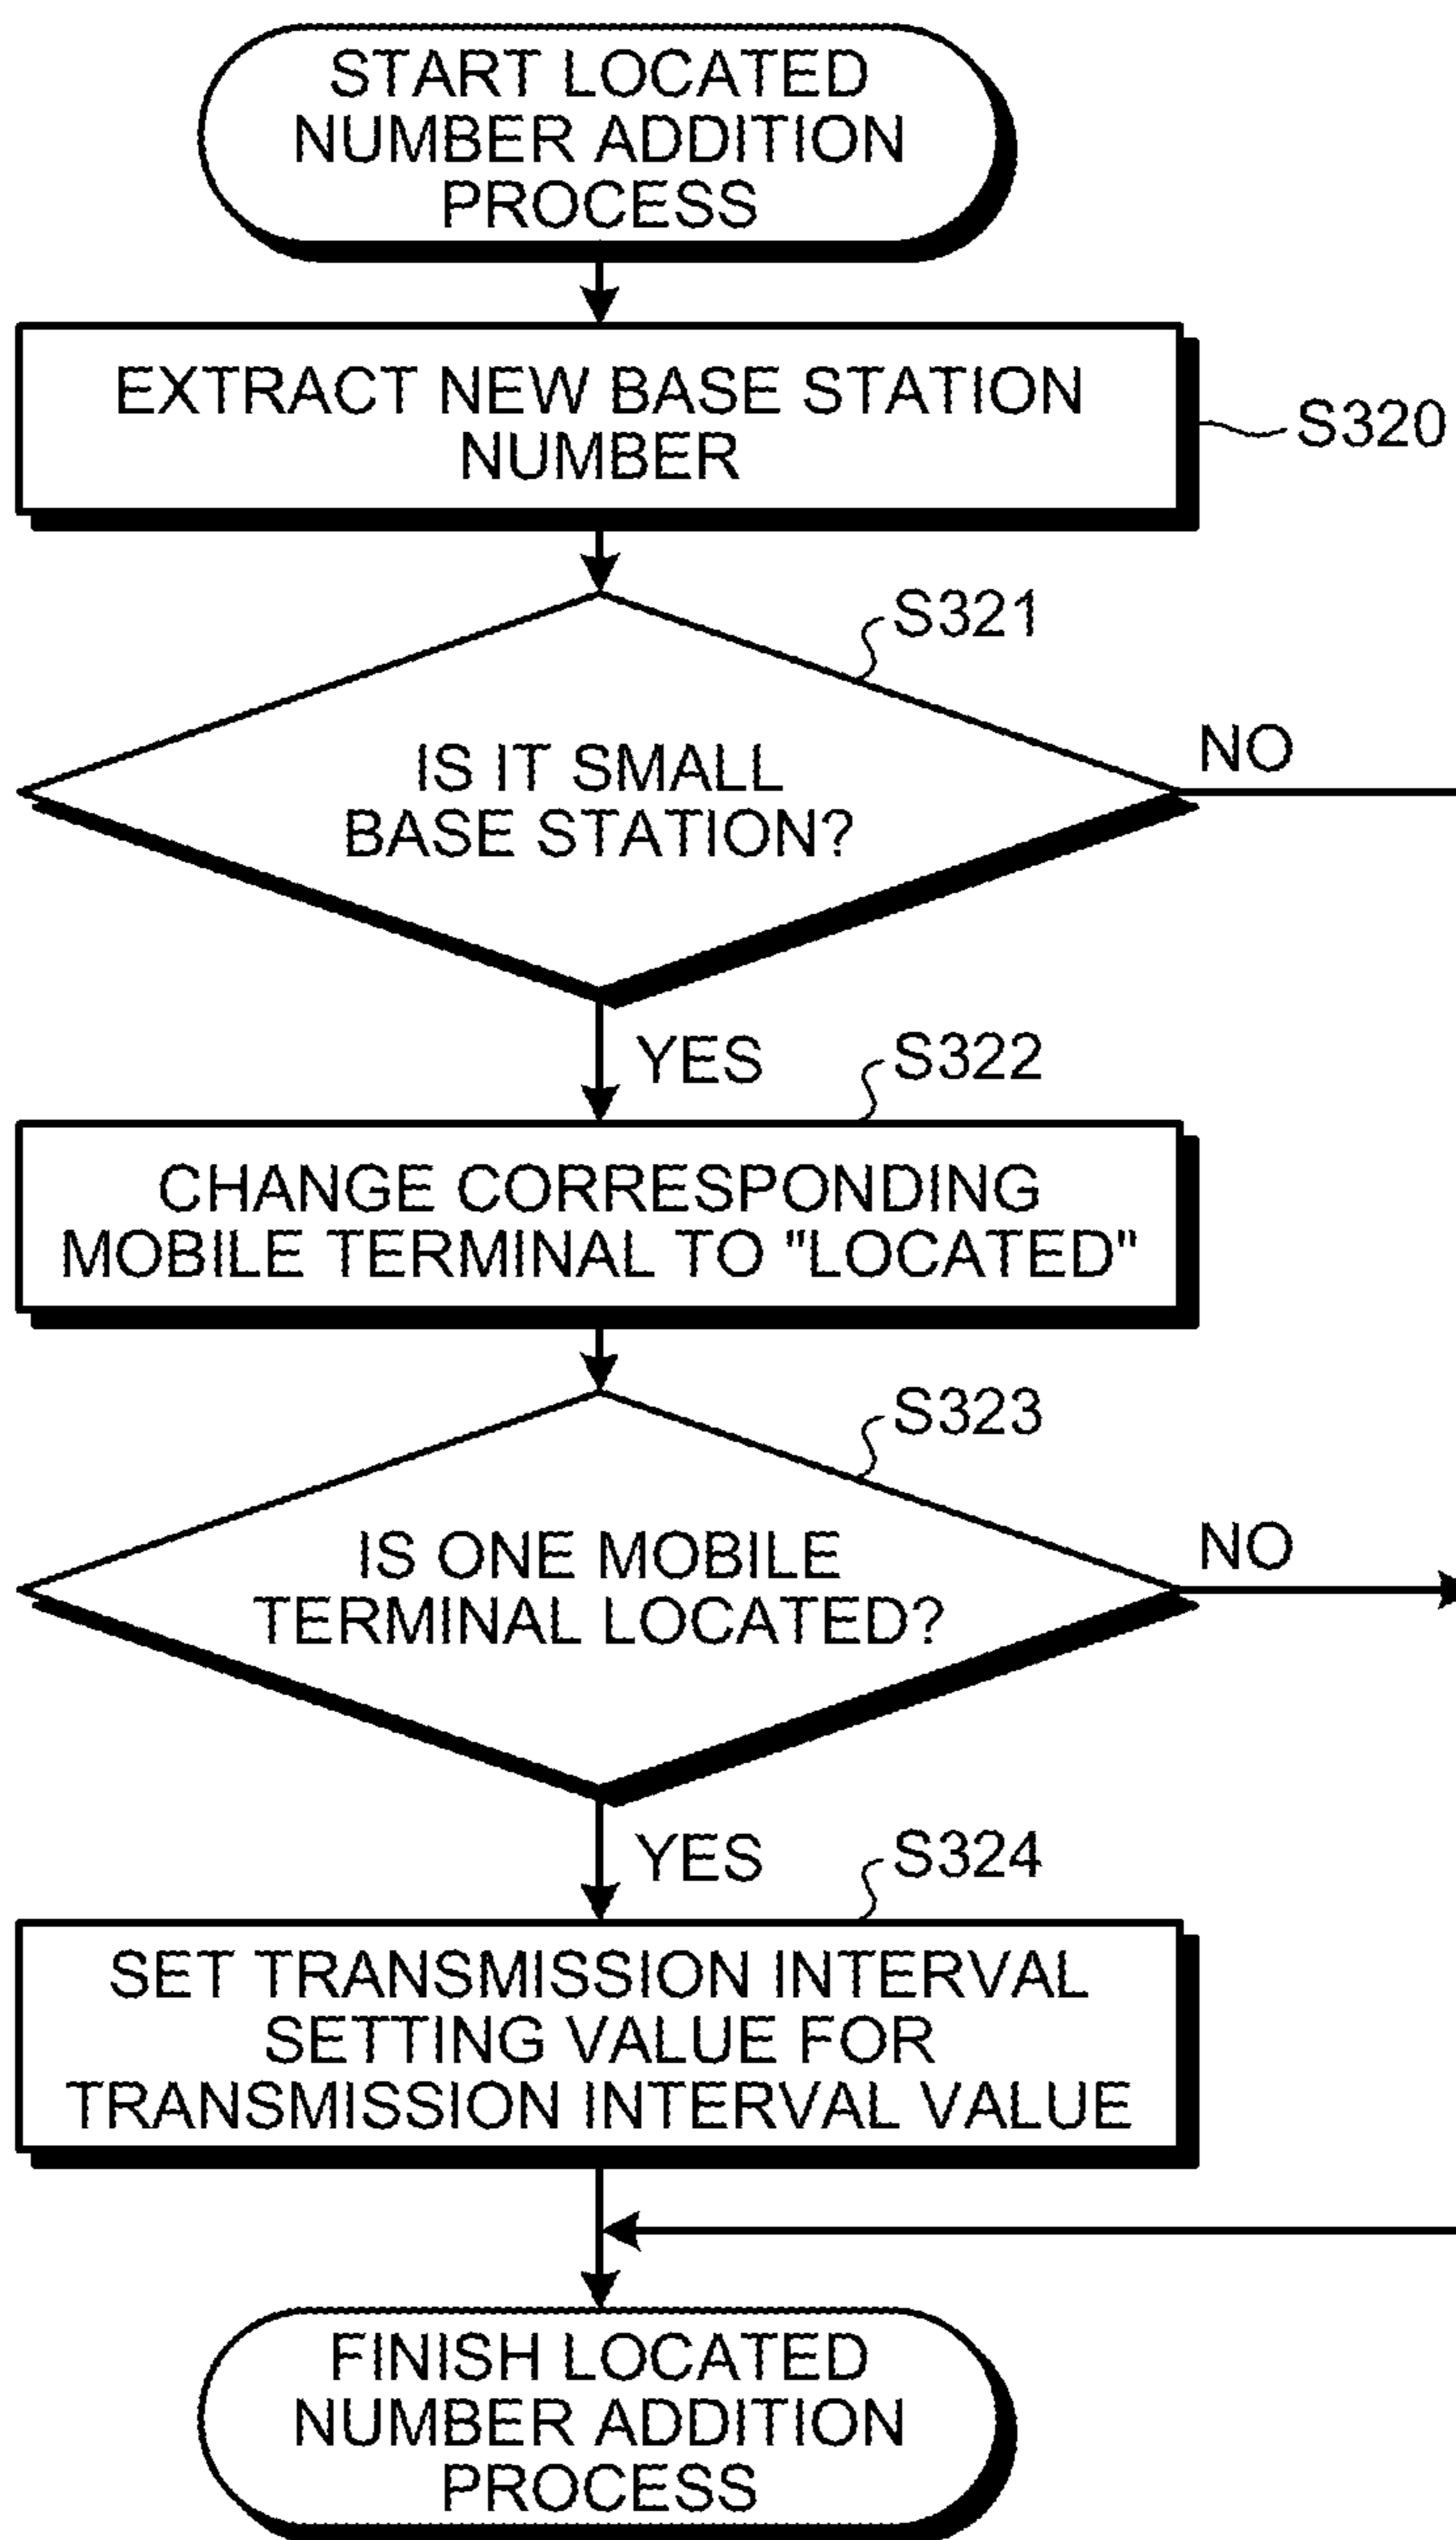 START LOCATED
NUMBER ADDITION
PROCESS
EXTRACT NEW BASE STATION
NUMBER
S320
S321
IS IT SMALL
BASE STATION?
NO
YES
S322
CHANGE CORRESPONDING
MOBILE TERMINAL TO "LOCATED"
S323
IS ONE MOBILE
TERMINAL LOCATED?
NO
YES
S324
SET TRANSMISSION INTERVAL
SETTING VALUE FOR
TRANSMISSION INTERVAL VALUE
FINISH LOCATED
NUMBER ADDITION
PROCESS